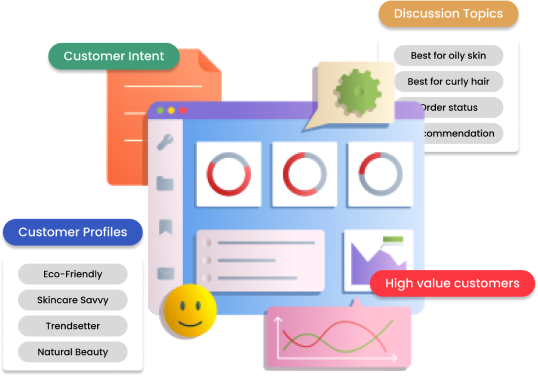 Discussion Topics
Best for oily skin
Best for curly hair
Order status
commendation
Customer Intent
Customer Profiles
Eco-Friendly
Skincare Savvy
Trendsetter
Natural Beauty
High value customers